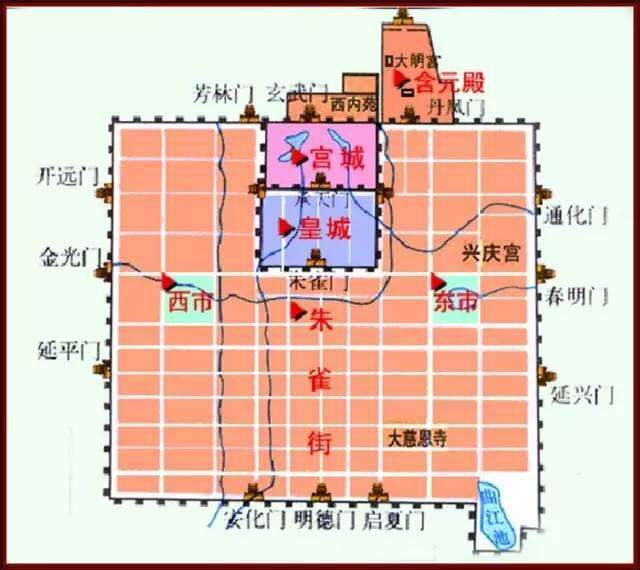 大明宫
含元殿
芳林门
玄武门
西内苑
丹凤门
宫城
开远门
承天门
通化门
皇城
兴庆宫
金光门
朱雀门
春明门
西市
东市
朱雀街
延平门
延兴门
大慈恩寺
曲江池
安化门
明德门
启夏门